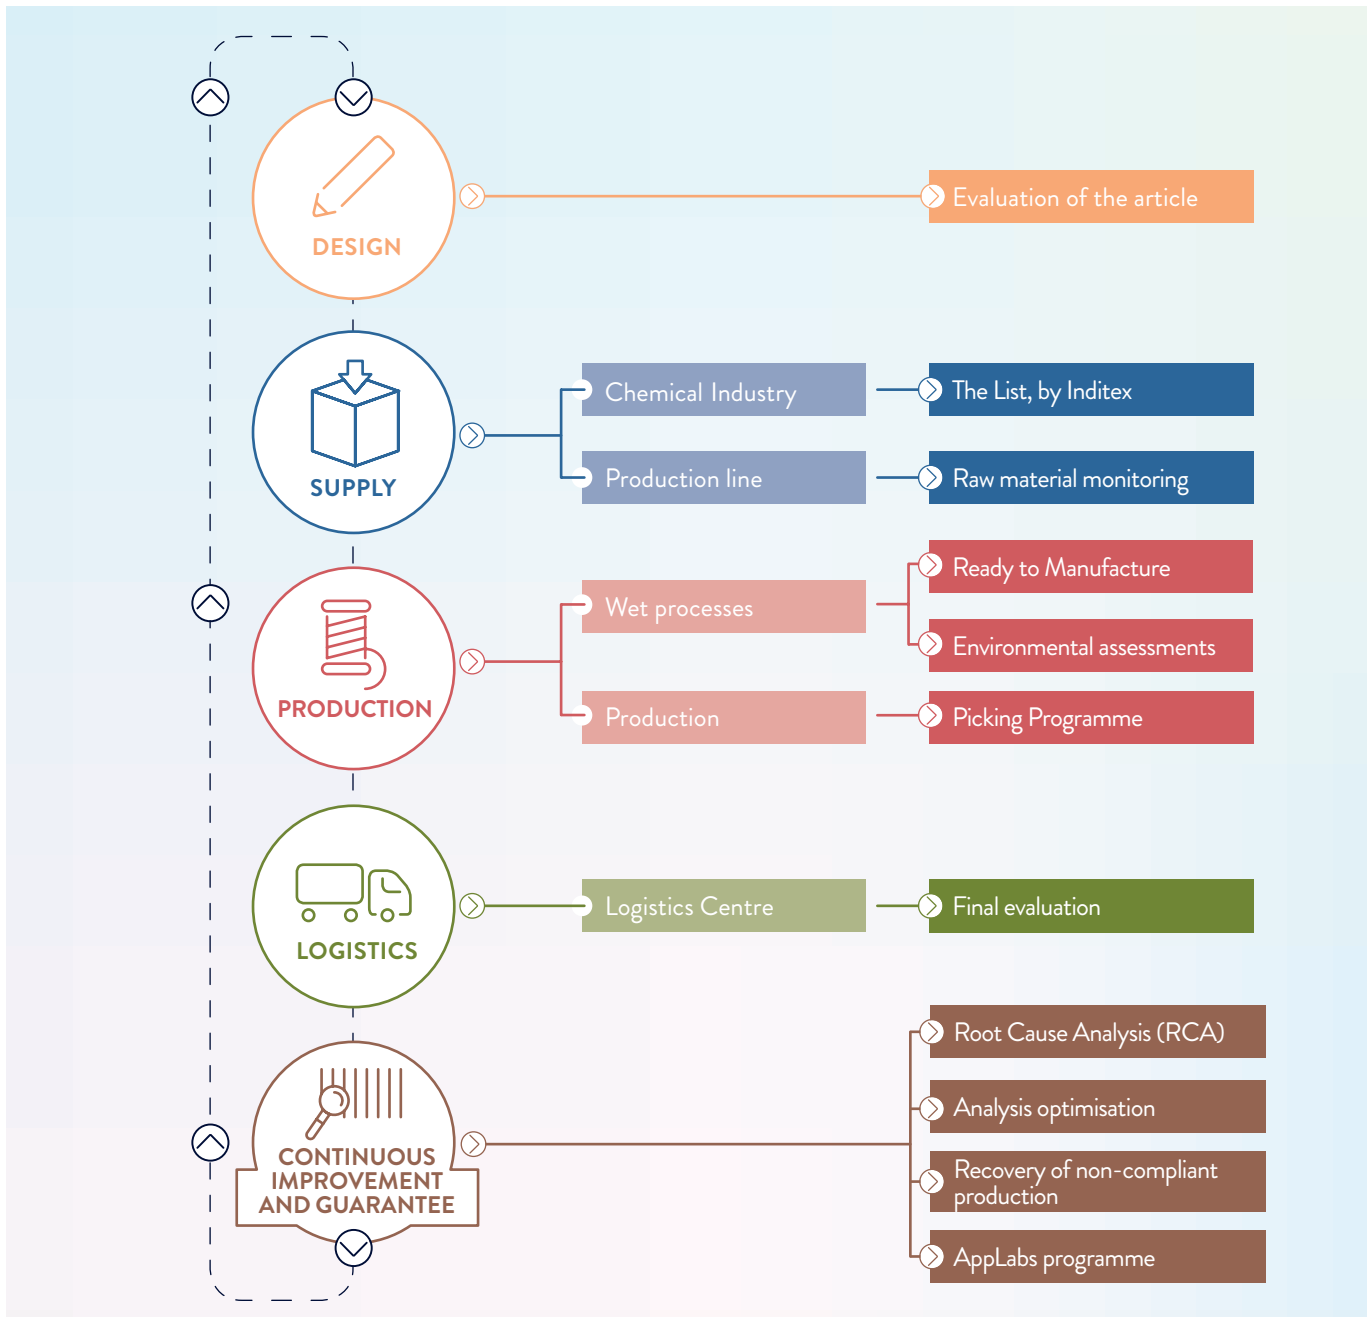 DESIGN
Evaluation of the article
SUPPLY
Chemical Industry
The List, by Inditex
Production line
Raw material monitoring
PRODUCTION
Wet processes
Ready to Manufacture
Environmental assessments
Production
Picking Programme
LOGISTICS
Logistics Centre
Final evaluation
CONTINUOUS
IMPROVEMENT
AND GUARANTEE
Root Cause Analysis (RCA)
Analysis optimisation
Recovery of non-compliant
production
AppLabs programme